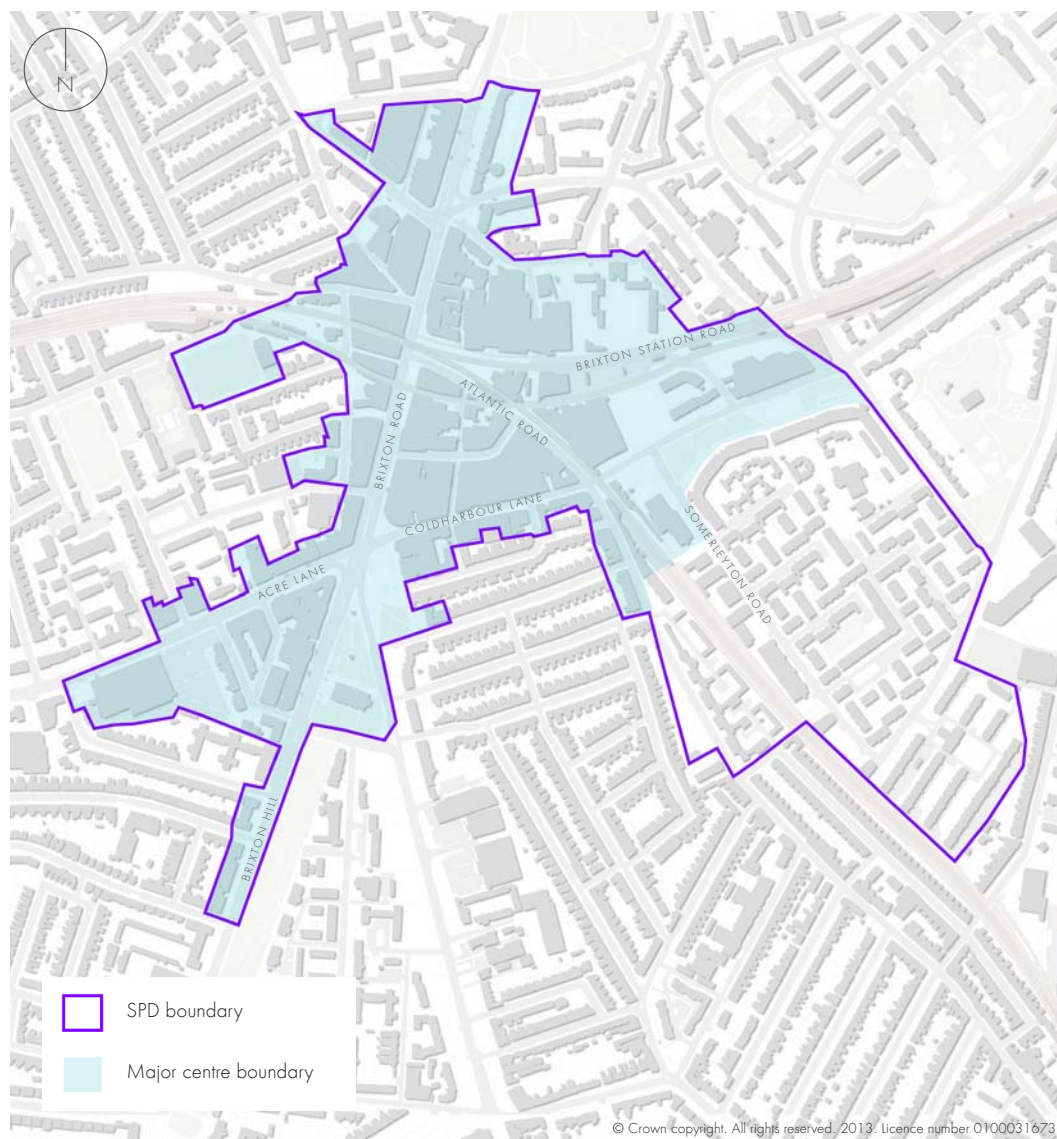 N
BRIXTON STATION ROAD
ATLANTIC ROAD
BRIXTON ROAD
COLDHARBOUR LANE
SOMERLEYTON ROAD
ACRE LANE
BRIXTON HILL
SPD boundary
Major centre boundary
© Crown copyright. All rights reserved. 2013. Licence number 0100031673